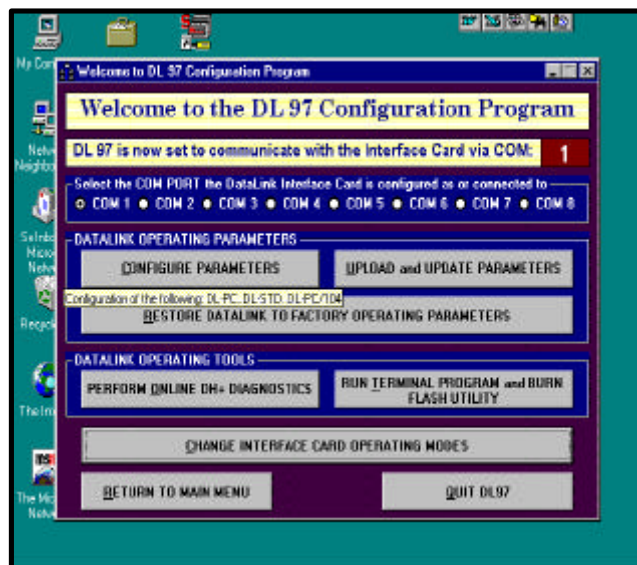 My Com
Welcome to DL 97 Configuration Program
Welcome to the DL 97 Configuration Program
DL 97 is now set to communicate with the Interface Card via COM: 1
Select the COM PORT the DataLink Interface Card is configured as or connected to
COM 1 COM 2 COM 3 COM 4 COM 5 COM 6 COM 7 COM 8
DATALINK OPERATING PARAMETERS
CONFIGURE PARAMETERS UPLOAD and UPDATE PARAMETERS
Configuration of the following: DL-PC, DL-STD, DL-PC/104
RESTORE DATALINK TO FACTORY OPERATING PARAMETERS
DATALINK OPERATING TOOLS
PERFORM ONLINE DH+ DIAGNOSTICS
RUN TERMINAL PROGRAM and BURN
FLASH UTILITY
CHANGE INTERFACE CARD OPERATING MODES
RETURN TO MAIN MENU QUIT DL97
Netw
Neighbo
Micro
Netw
Recyc
The In
The Mic
Netw